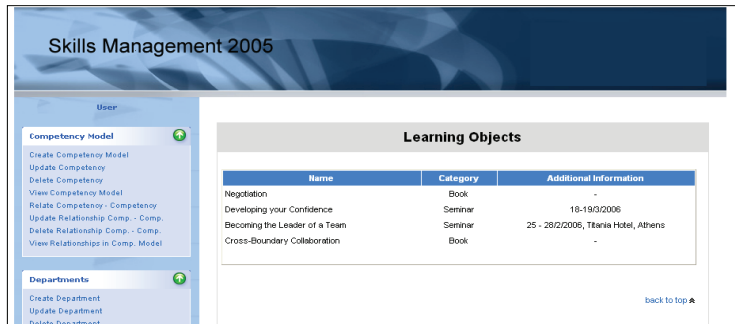 Skills Management 2005
User
Competency Model
Create Competency Model
Update Competency
Delete Competency
View Competency Model
Relate Competency - Competency
Update Relationship Comp. - Comp.
Delete Relationship Comp. - Comp.
View Relationships in Comp. Model
Departments
Create Department
Update Department
Delete Department
Learning Objects
Name Category Additional Information
Negotiation Book -
Developing your Confidence Seminar 18-19/3/2006
Becoming the Leader of a Team Seminar 25 - 28/2/2006, Titania Hotel, Athens
Cross-Boundary Collaboration Book -
back to top